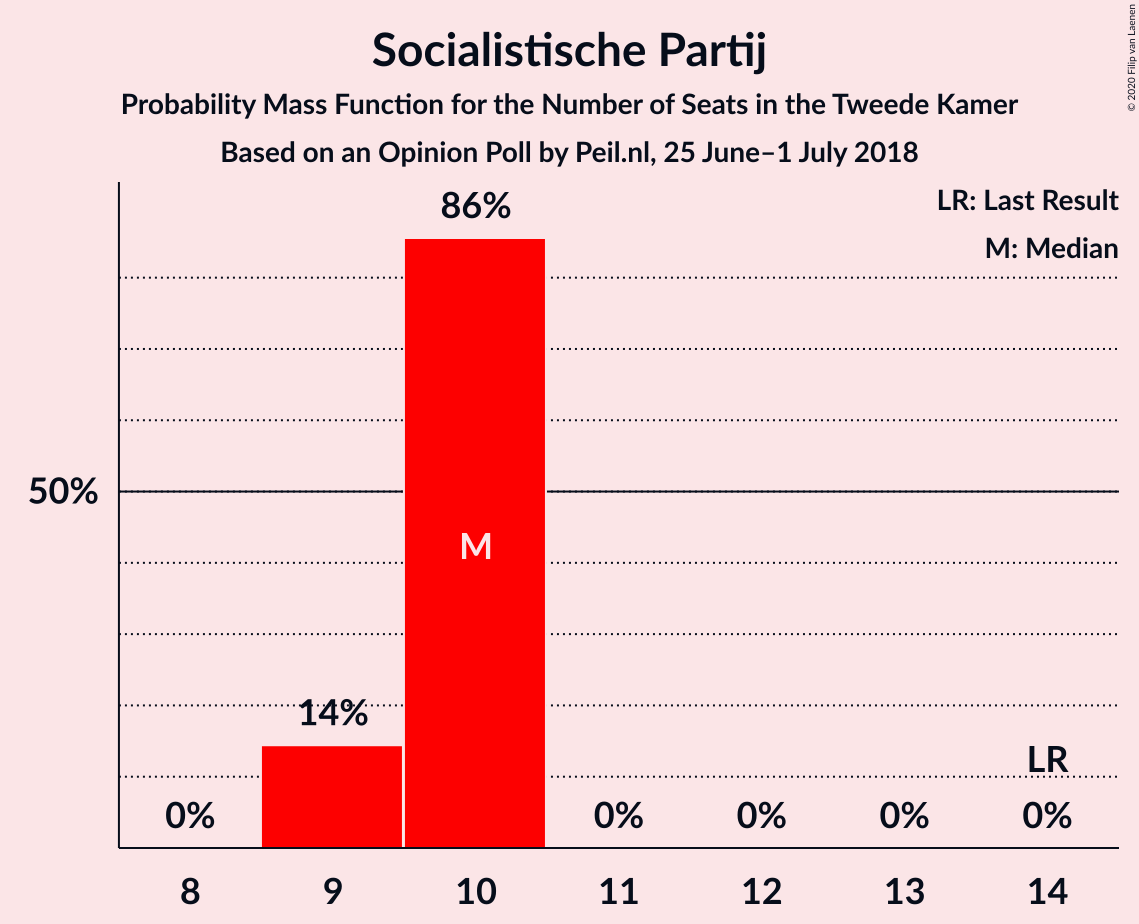 Socialistische Partij
Probability Mass Function for the Number of Seats in the Tweede Kamer
Based on an Opinion Poll by Peil.nl, 25 June–1 July 2018
© 2020 Filip van Laenen
LR: Last Result
M: Median
86%
50%
M
14%
LR
0%
0%
0%
0%
0%
8 9 10 11 12 13 14